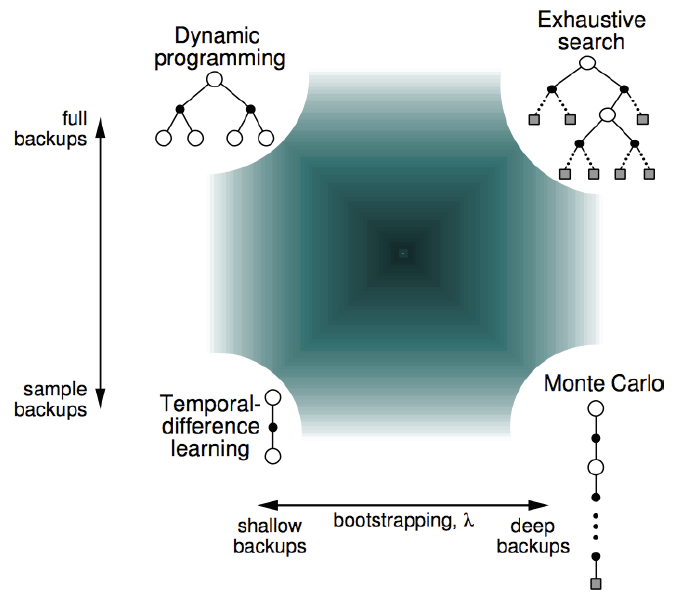 Dynamic
programming
Exhaustive
search
full
backups
sample
backups
Temporal-
difference
learning
Monte Carlo
bootstrapping, λ
shallow
backups
deep
backups